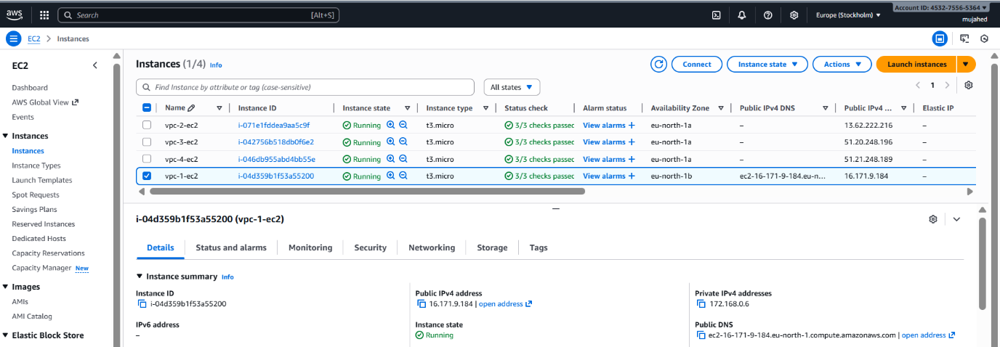 aws Search [Alt+S] Europe (Stockholm) Account ID: 4532-7556-5364
mujahed
EC2 > Instances
EC2
Dashboard
AWS Global View
Events
Instances
Instances
Instance Types
Launch Templates
Spot Requests
Savings Plans
Reserved Instances
Dedicated Hosts
Capacity Reservations
Capacity Manager New
Images
AMIs
AMI Catalog
Elastic Block Store
Instances (1/4) Info Connect Instance state Actions Launch instances
Find Instance by attribute or tag (case-sensitive) All states 1
Name Instance ID Instance state Instance type Status check Alarm status Availability Zone Public IPv4 DNS Public IPv4 ... Elastic IP
vpc-2-ec2 i-071e1fddea9aa5c9f Running t3.micro 3/3 checks passed View alarms + eu-north-1a – 13.62.222.216 –
vpc-3-ec2 i-042756b518db0f6e2 Running t3.micro 3/3 checks passed View alarms + eu-north-1a – 51.20.248.196 –
vpc-4-ec2 i-046db955abd4bb55e Running t3.micro 3/3 checks passed View alarms + eu-north-1a – 51.21.248.189 –
vpc-1-ec2 i-04d359b1f53a55200 Running t3.micro 3/3 checks passed View alarms + eu-north-1b ec2-16-171-9-184.eu-n... 16.171.9.184 –
i-04d359b1f53a55200 (vpc-1-ec2)
Details Status and alarms Monitoring Security Networking Storage Tags
Instance summary Info
Instance ID Public IPv4 address Private IPv4 addresses
i-04d359b1f53a55200 16.171.9.184 | open address 172.168.0.6
IPv6 address Instance state Public DNS
– Running ec2-16-171-9-184.eu-north-1.compute.amazonaws.com | open address